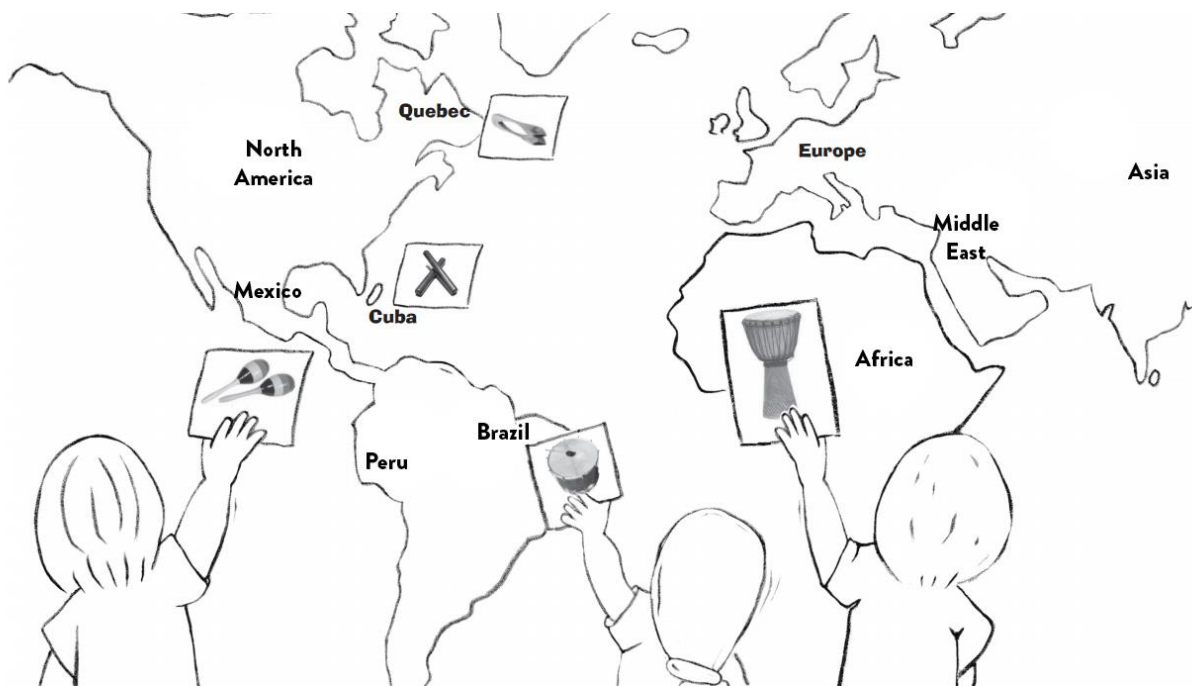 Quebec
North
America
Europe
Asia
Middle
East
Mexico
Cuba
Africa
Brazil
Peru